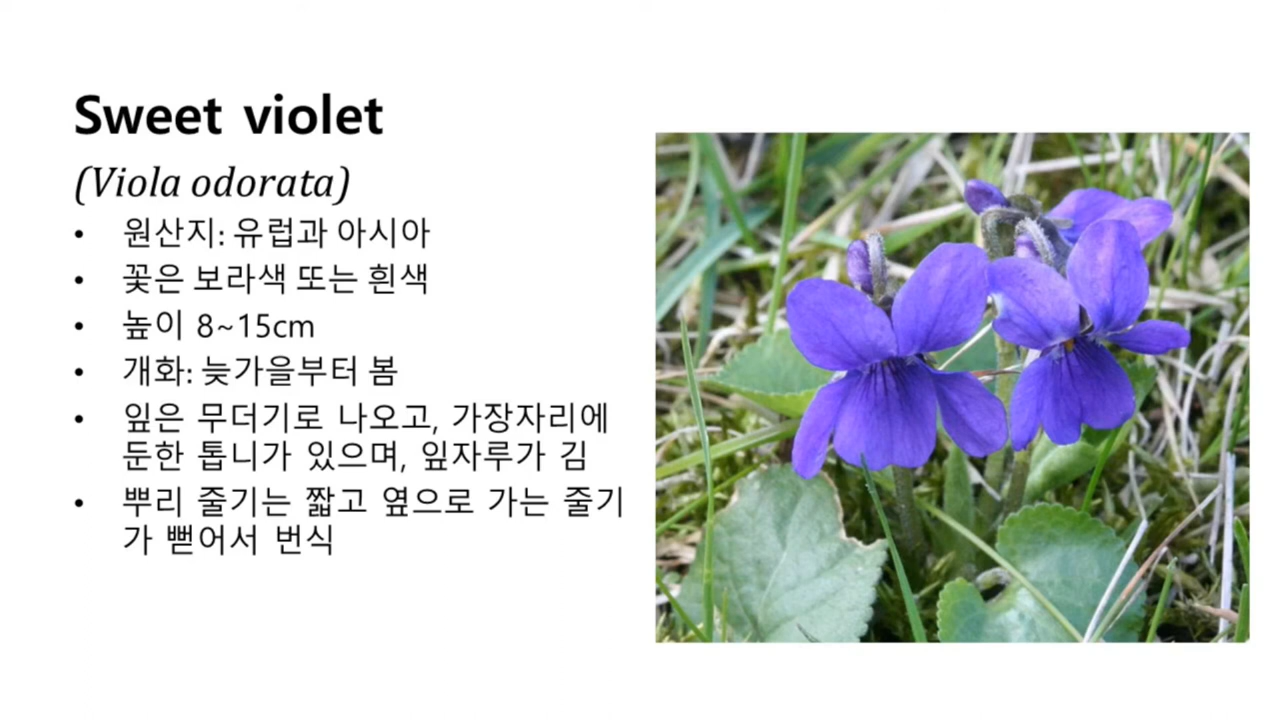 Sweet violet
(Viola odorata)
• 원산지: 유럽과 아시아
• 꽃은 보라색 또는 흰색
• 높이 8~15cm
• 개화: 늦가을부터 봄
• 잎은 무더기로 나오고, 가장자리에
둔한 톱니가 있으며, 잎자루가 김
• 뿌리 줄기는 짧고 옆으로 가는 줄기
가 뻗어서 번식